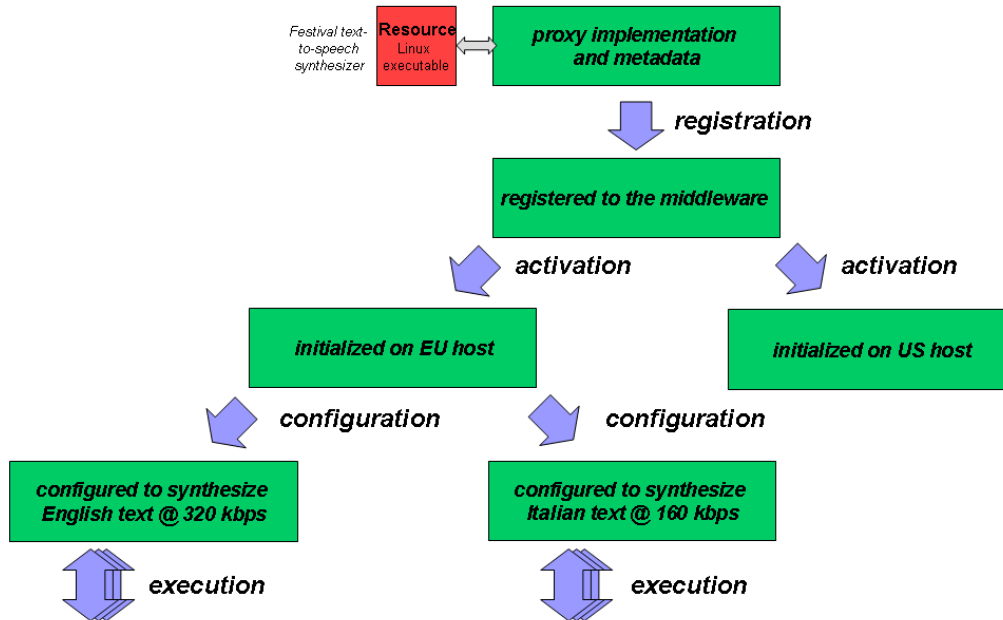 Festival text-
to-speech
synthesizer
Resource
Linux
executable
proxy implementation
and metadata
registration
registered to the middleware
activation
activation
initialized on EU host
initialized on US host
configuration
configuration
configured to synthesize
English text @ 320 kbps
configured to synthesize
Italian text @ 160 kbps
execution
execution